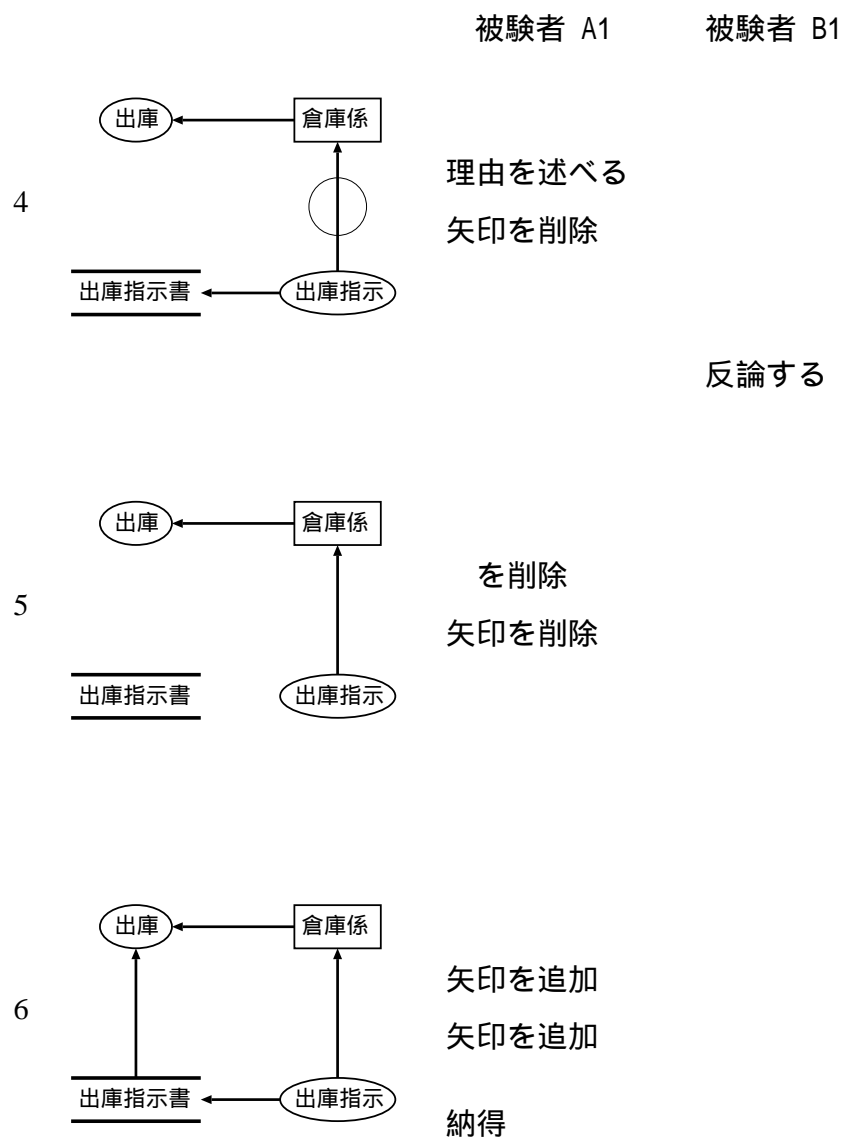 被験者 A1 被験者 B1
出庫 倉庫係
理由を述べる
4
矢印を削除
出庫指示書 出庫指示
反論する
出庫 倉庫係
を削除
5
矢印を削除
出庫指示書 出庫指示
出庫 倉庫係
矢印を追加
6
矢印を追加
出庫指示書 出庫指示
納得